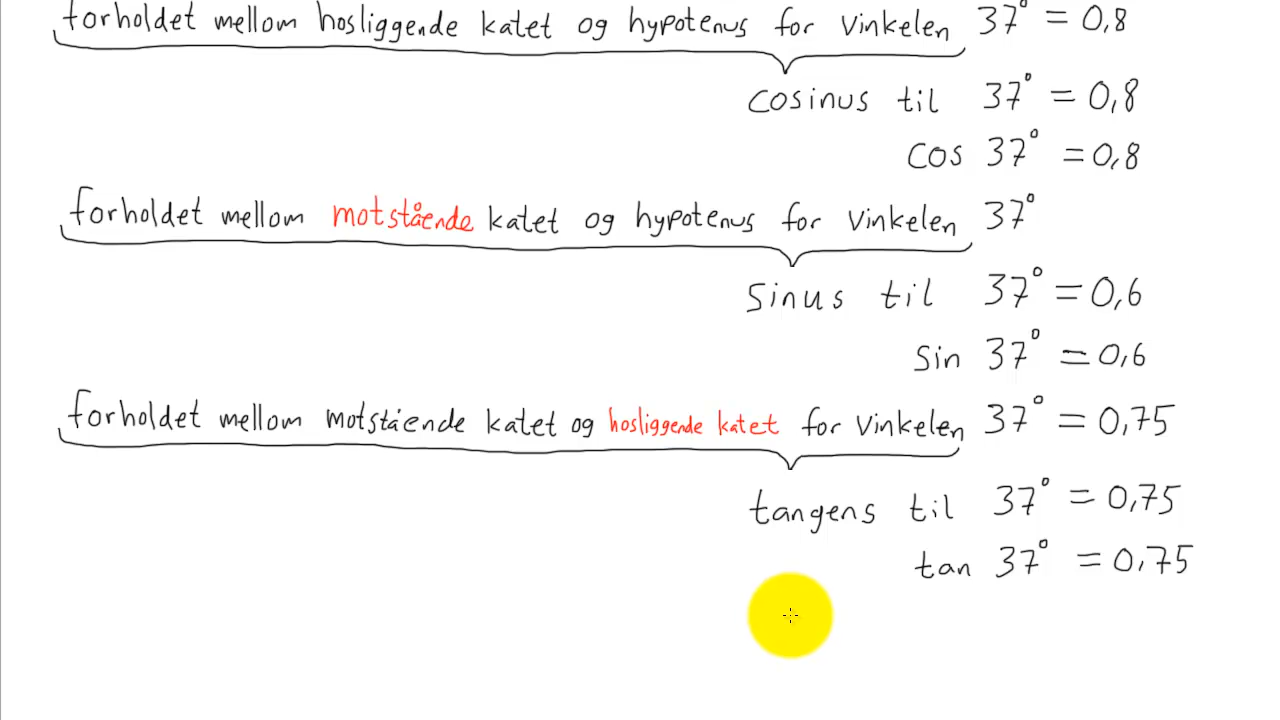 forholdet mellom hosliggende katet og hypotenus for vinkelen 37° = 0,8
cosinus til 37° = 0,8
cos 37° = 0,8
forholdet mellom motstående katet og hypotenus for vinkelen 37°
sinus til 37° = 0,6
sin 37° = 0,6
forholdet mellom motstående katet og hosliggende katet for vinkelen 37° = 0,75
tangens til 37° = 0,75
tan 37° = 0,75